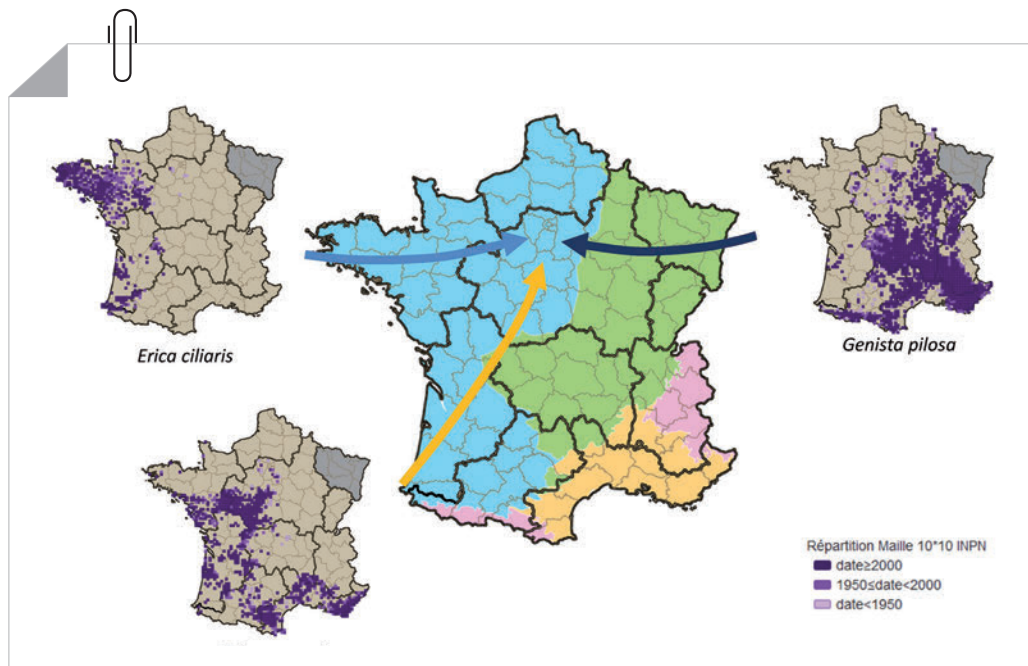 Erica ciliaris
Genista pilosa
Répartition Maille 10*10 INPN
date≥2000
1950≤date<2000
date<1950